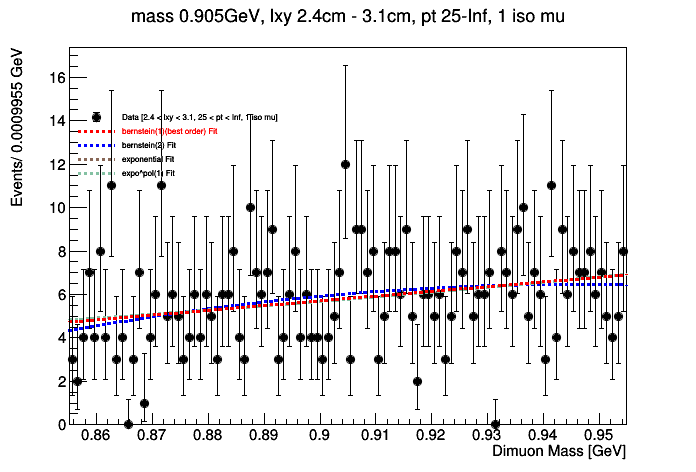 mass 0.905GeV, lxy 2.4cm - 3.1cm, pt 25-Inf, 1 iso mu
Events/ 0.0009955 GeV
16
14
12
10
8
6
4
2
0
Data [2.4 < lxy < 3.1, 25 < pt < Inf, 1 iso mu]
bernstein(1)(best order) Fit
bernstein(2) Fit
exponential Fit
expo*pol(1) Fit
0.86 0.87 0.88 0.89 0.9 0.91 0.92 0.93 0.94 0.95
Dimuon Mass [GeV]